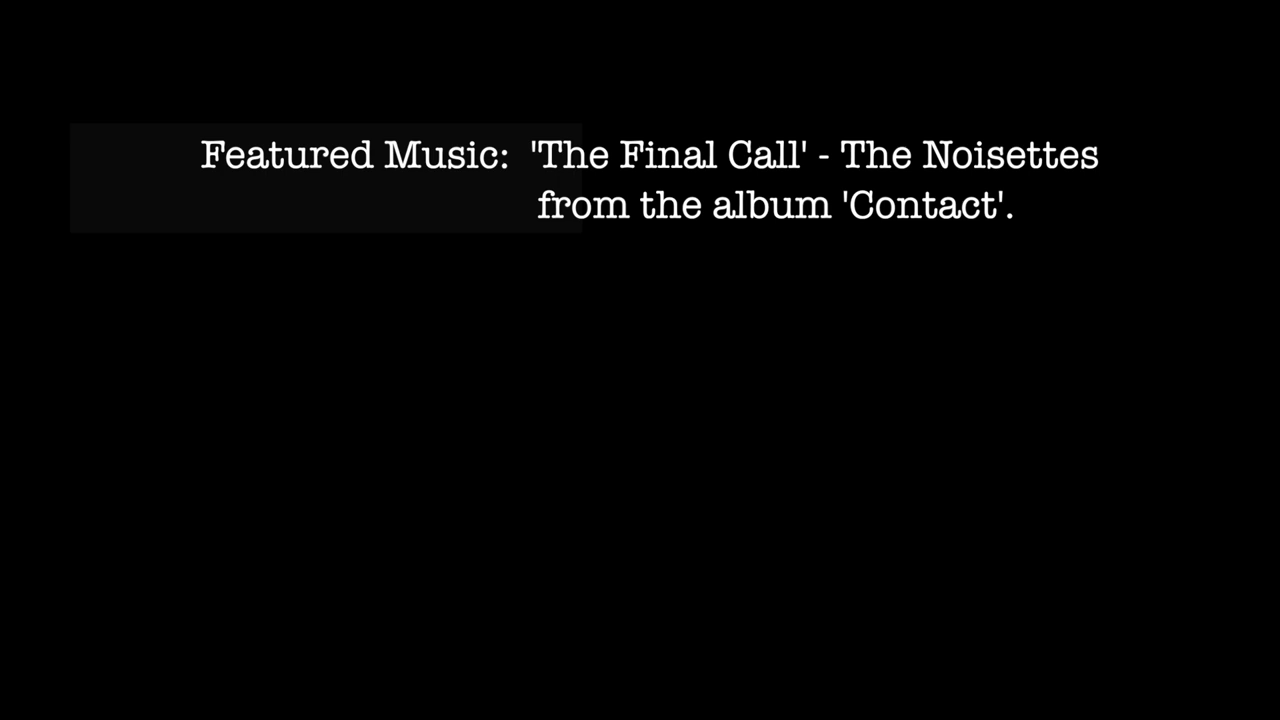 Featured Music: 'The Final Call' - The Noisettes
from the album 'Contact'.